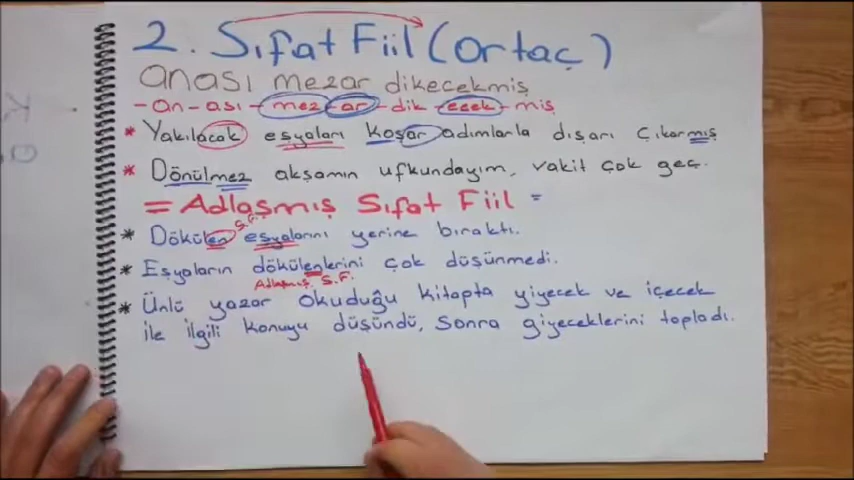 2. Sıfat Fiil (Ortaç)
anası mezar dikecekmiş
-an-ası-mez-ar-dik-ecek-miş
* Yakılacak eşyaları koşar adımlarla dışarı çıkarmış
* Dönülmez akşamın ufkundayım, vakit çok geç.
= Adlaşmış Sıfat Fiil =
S.F.
* Dökülen eşyalarını yerine bıraktı.
* Eşyaların dökülenlerini çok düşünmedi.
Adlaşmış S.F.
* Ünlü yazar okuduğu kitapta yiyecek ve içecek
ile ilgili konuyu düşündü, sonra giyeceklerini topladı.